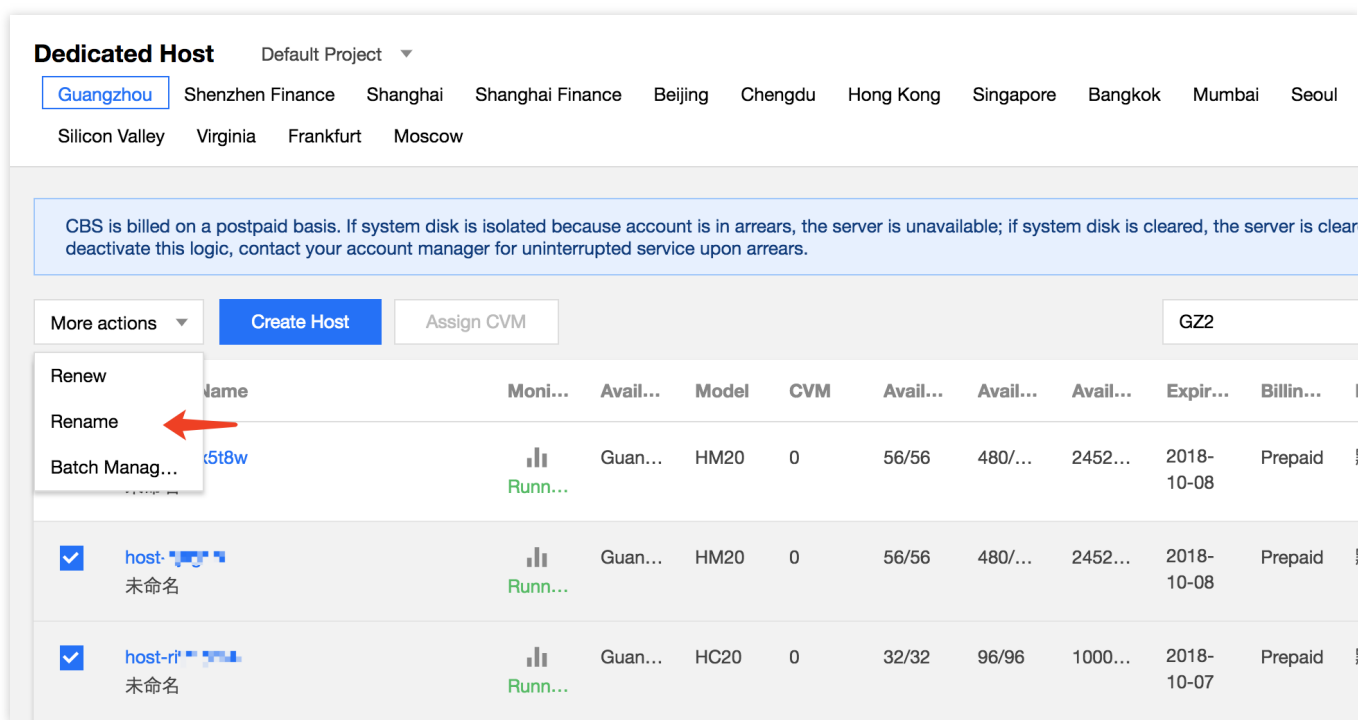 Dedicated Host Default Project
Guangzhou Shenzhen Finance Shanghai Shanghai Finance Beijing Chengdu Hong Kong Singapore Bangkok Mumbai Seoul
Silicon Valley Virginia Frankfurt Moscow
CBS is billed on a postpaid basis. If system disk is isolated because account is in arrears, the server is unavailable; if system disk is cleared, the server is clear
deactivate this logic, contact your account manager for uninterrupted service upon arrears.
More actions Create Host Assign CVM GZ2
Renew
Name Moni... Avail... Model CVM Avail... Avail... Avail... Expir... Billin...
Rename
x5t8w Guan... HM20 0 56/56 480/... 2452... 2018-10-08 Prepaid
Batch Manag...
Runn...
host- Guan... HM20 0 56/56 480/... 2452... 2018-10-08 Prepaid
未命名 Runn...
host-ri Guan... HC20 0 32/32 96/96 1000... 2018-10-07 Prepaid
未命名 Runn...